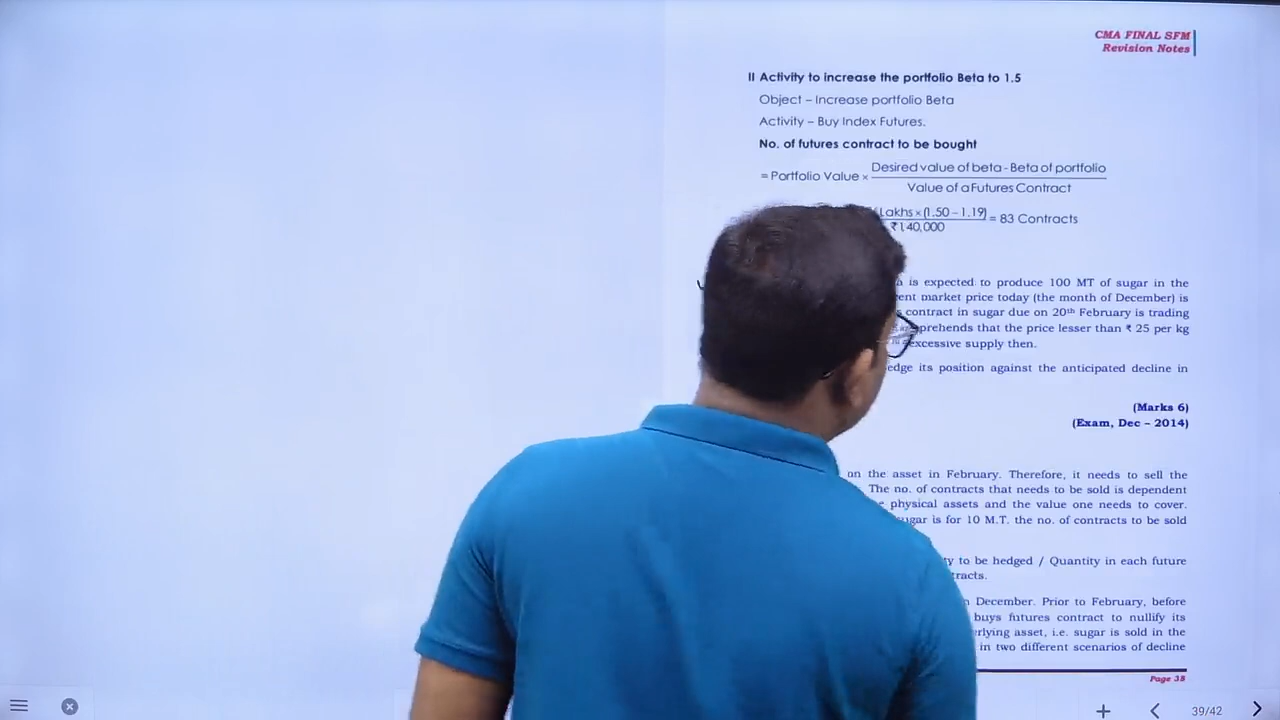 CMA FINAL SFM
Revision Notes
II Activity to increase the portfolio Beta to 1.5
Object – Increase portfolio Beta
Activity – Buy Index Futures.
No. of futures contract to be bought
= Portfolio Value × Desired value of beta - Beta of portfolio
Value of a Futures Contract
Lakhs × (1.50 – 1.19) = 83 Contracts
₹1,40,000
is expected to produce 100 MT of sugar in the
market price today (the month of December) is
contract in sugar due on 20th February is trading
that the price lesser than ₹ 25 per kg
excessive supply then.
its position against the anticipated decline in
(Marks 6)
(Exam, Dec – 2014)
on the asset in February. Therefore, it needs to sell the
The no. of contracts that needs to be sold is dependent
physical assets and the value one needs to cover.
is for 10 M.T. the no. of contracts to be sold
to be hedged / Quantity in each future
December. Prior to February, before
buys futures contract to nullify its
asset, i.e. sugar is sold in the
in two different scenarios of decline
Page 38
39/42